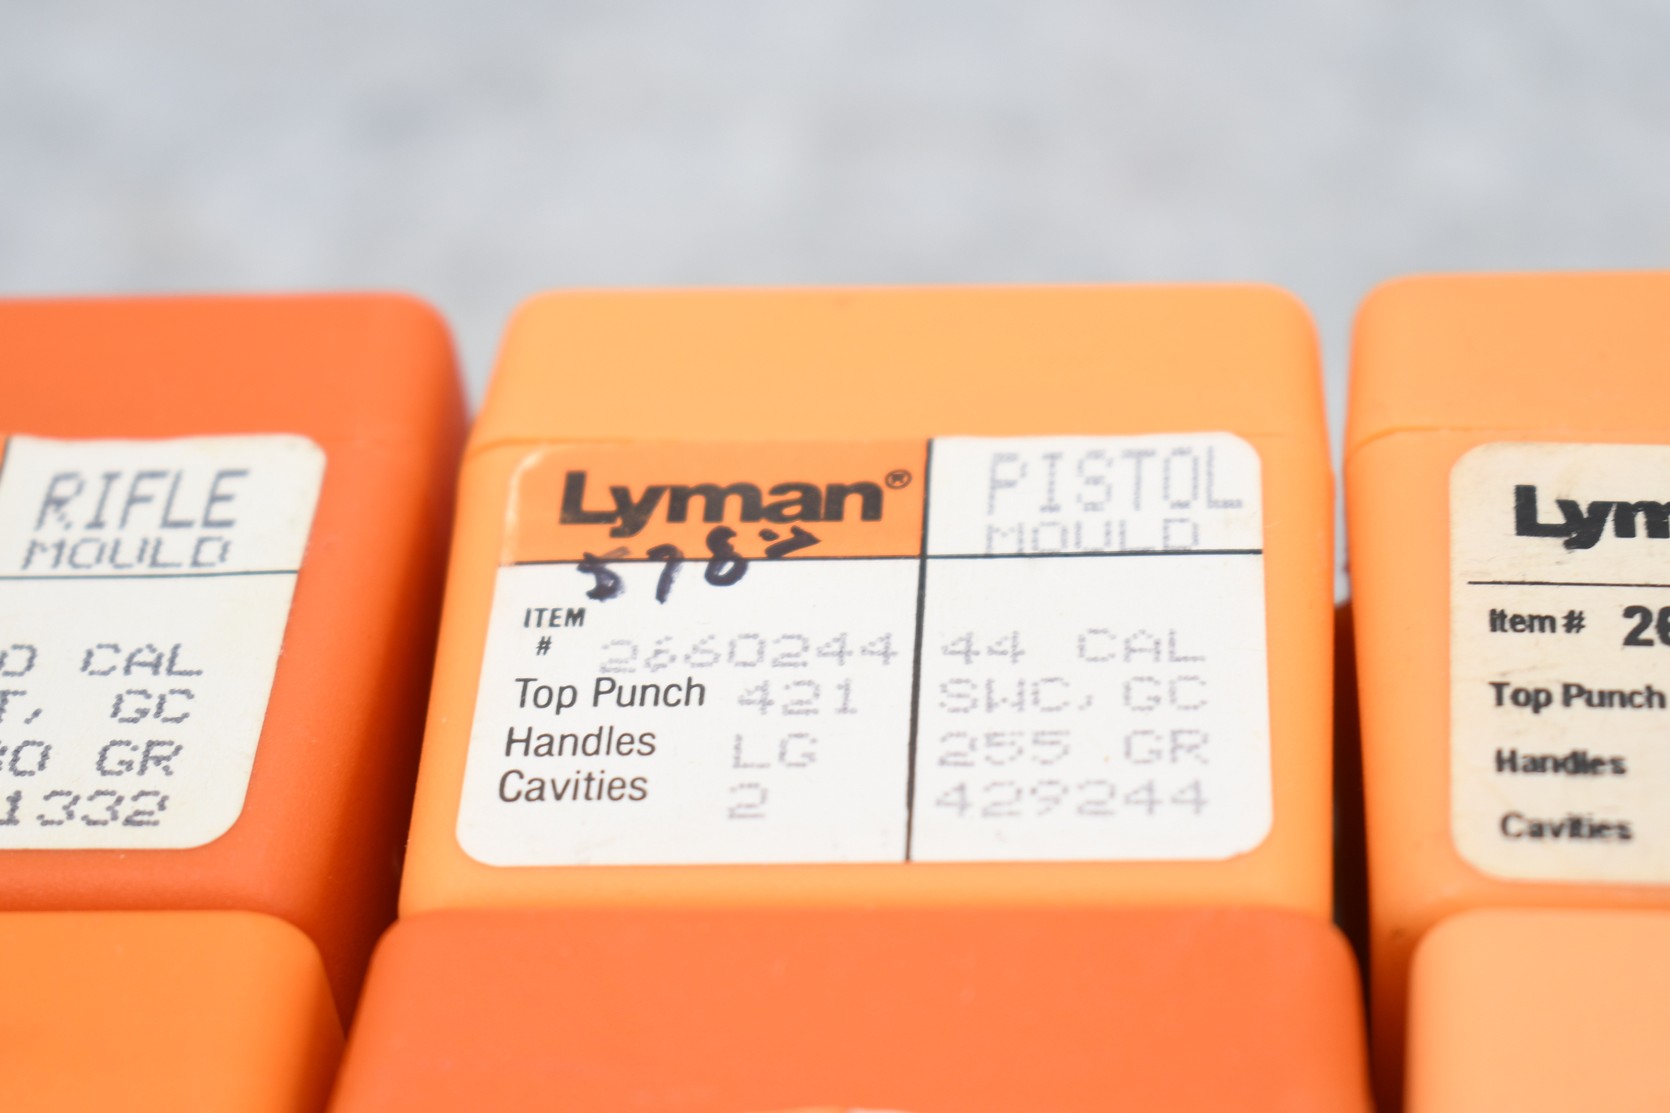 RIFLE
MOULD
CAL
GC
GR
1332
Lyman®
PISTOL
MOULD
ITEM
# 2660244
Top Punch 421
Handles LG
Cavities 2
44 CAL
SWC, GC
255 GR
429244
Item #
Top Punch
Handles
Cavities